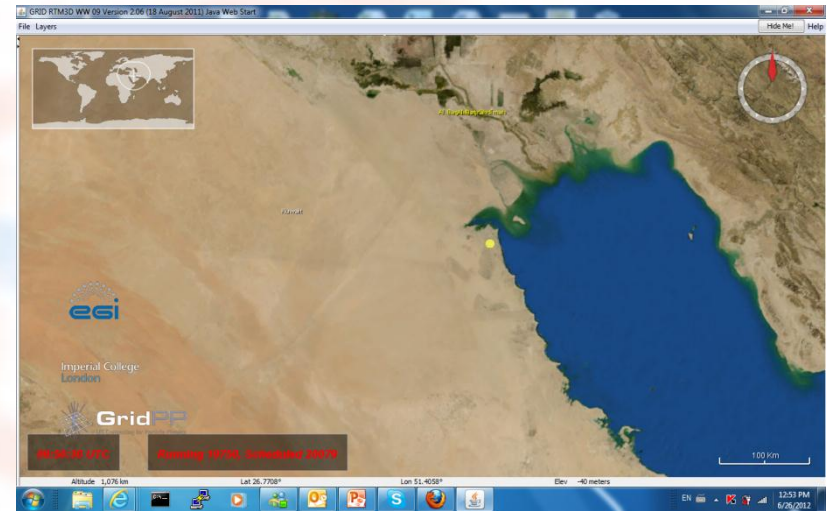 GRID RTM3D WW 09 Version 2.06 (18 August 2011) Java Web Start
File Layers
Hide Me! Help
Kuwait
egi
Imperial College
London
GridPP
100 Km
Altitude 1,076 km Lat 26.7708° Lon 51.4058° Elev -40 meters
EN
12:53 PM
6/26/2012